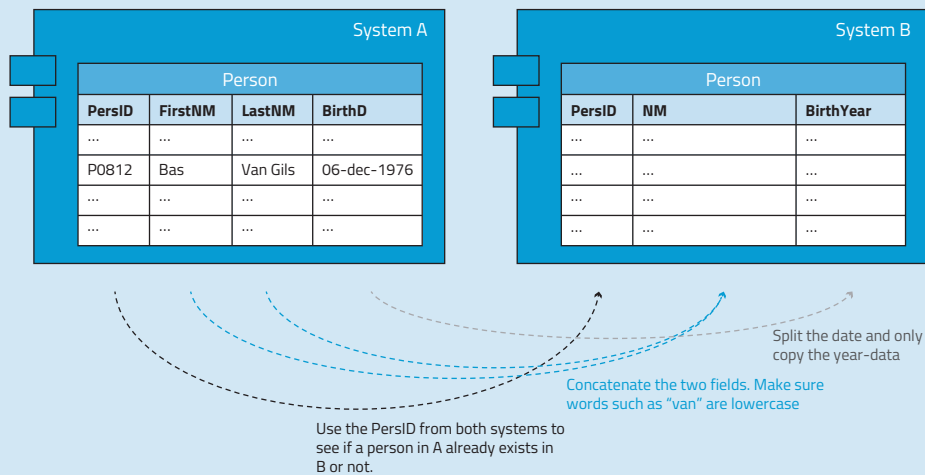 System A
Person
PersID FirstNM LastNM BirthD
... ... ... ...
P0812 Bas Van Gils 06-dec-1976
... ... ... ...
... ... ... ...
System B
Person
PersID NM BirthYear
... ... ...
... ... ...
... ... ...
... ... ...
Split the date and only
copy the year-data
Concatenate the two fields. Make sure
words such as “van” are lowercase
Use the PersID from both systems to
see if a person in A already exists in
B or not.